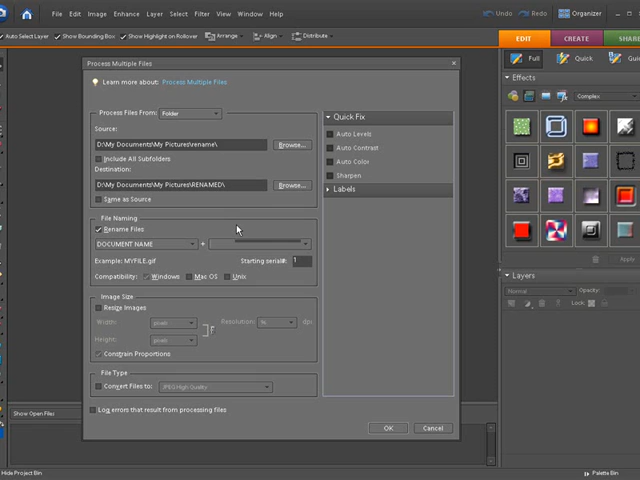 File Edit Image Enhance Layer Select Filter View Window Help Undo Redo Organizer
Auto Select Layer Show Bounding Box Show Highlight on Rollover Arrange Align Distribute EDIT CREATE SHARE
Process Multiple Files
Full Quick Gui
Learn more about: Process Multiple Files
Effects
Complex
Process Files From: Folder
Source:
D:\My Documents\My Pictures\rename\ Browse...
Include All Subfolders
Destination:
D:\My Documents\My Pictures\RENAMED\ Browse...
Same as Source
File Naming
Rename Files
DOCUMENT NAME +
Example: MYFILE.gif Starting serial#: 1
Compatibility: Windows Mac OS Unix
Image Size
Resize Images
Width: pixels Resolution: % dpi
Height: pixels
Constrain Proportions
File Type
Convert Files to: JPEG High Quality
Log errors that result from processing files
Quick Fix
Auto Levels
Auto Contrast
Auto Color
Sharpen
Labels
OK Cancel
Apply
Layers
Normal Opacity:
Lock:
Show Open Files
Hide Project Bin Palette Bin